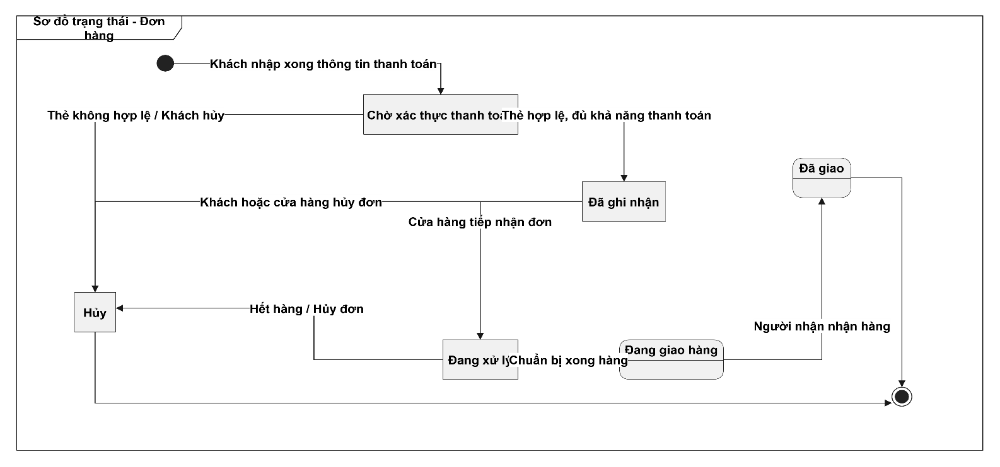 Sơ đồ trạng thái - Đơn
hàng
Khách nhập xong thông tin thanh toán
Thẻ không hợp lệ / Khách hủy
Chờ xác thực thanh toá
Thẻ hợp lệ, đủ khả năng thanh toán
Đã giao
Khách hoặc cửa hàng hủy đơn
Đã ghi nhận
Cửa hàng tiếp nhận đơn
Hủy
Hết hàng / Hủy đơn
Người nhận nhận hàng
Đang xử lý
Chuẩn bị xong hàng
Đang giao hàng